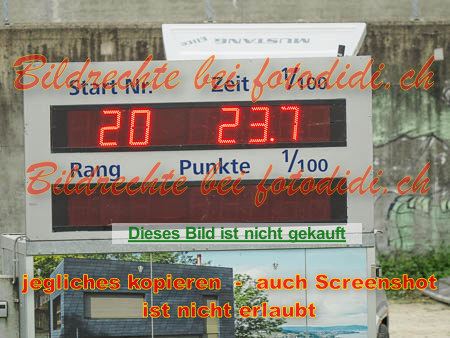 MUSTANG ELITE
Bildrechte bei fotodidi.ch
Start Nr. Zeit 1/100
20 23.7
Bildrechte bei fotodidi.ch
Rang Punkte 1/100
Dieses Bild ist nicht gekauft
jegliches kopieren - auch Screenshot
ist nicht erlaubt